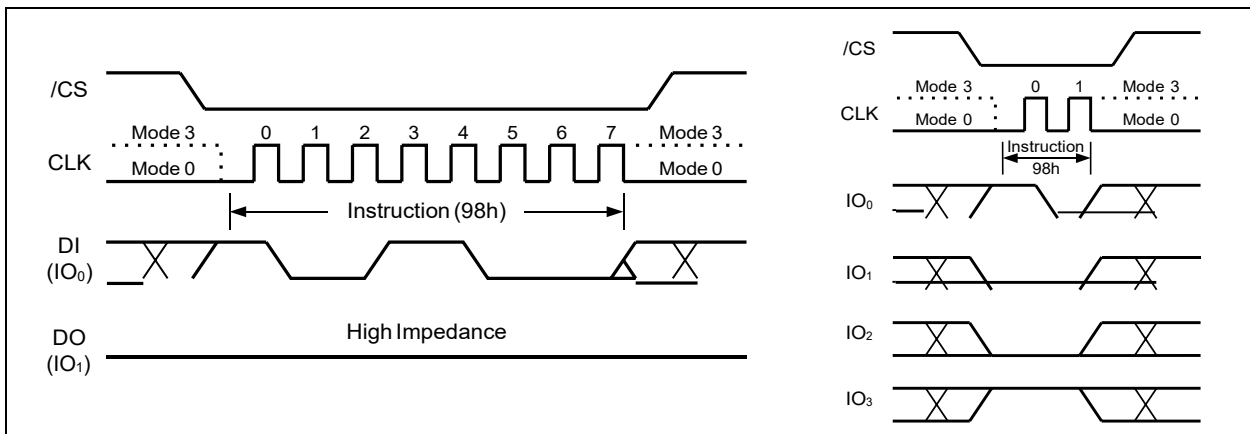 /CS
Mode 3 0 1 2 3 4 5 6 7 Mode 3
CLK Mode 0 Mode 0
Instruction (98h)
DI
(IO₀)
High Impedance
DO
(IO₁)
/CS
Mode 3 0 1 Mode 3
CLK Mode 0 Mode 0
Instruction
98h
IO₀
IO₁
IO₂
IO₃